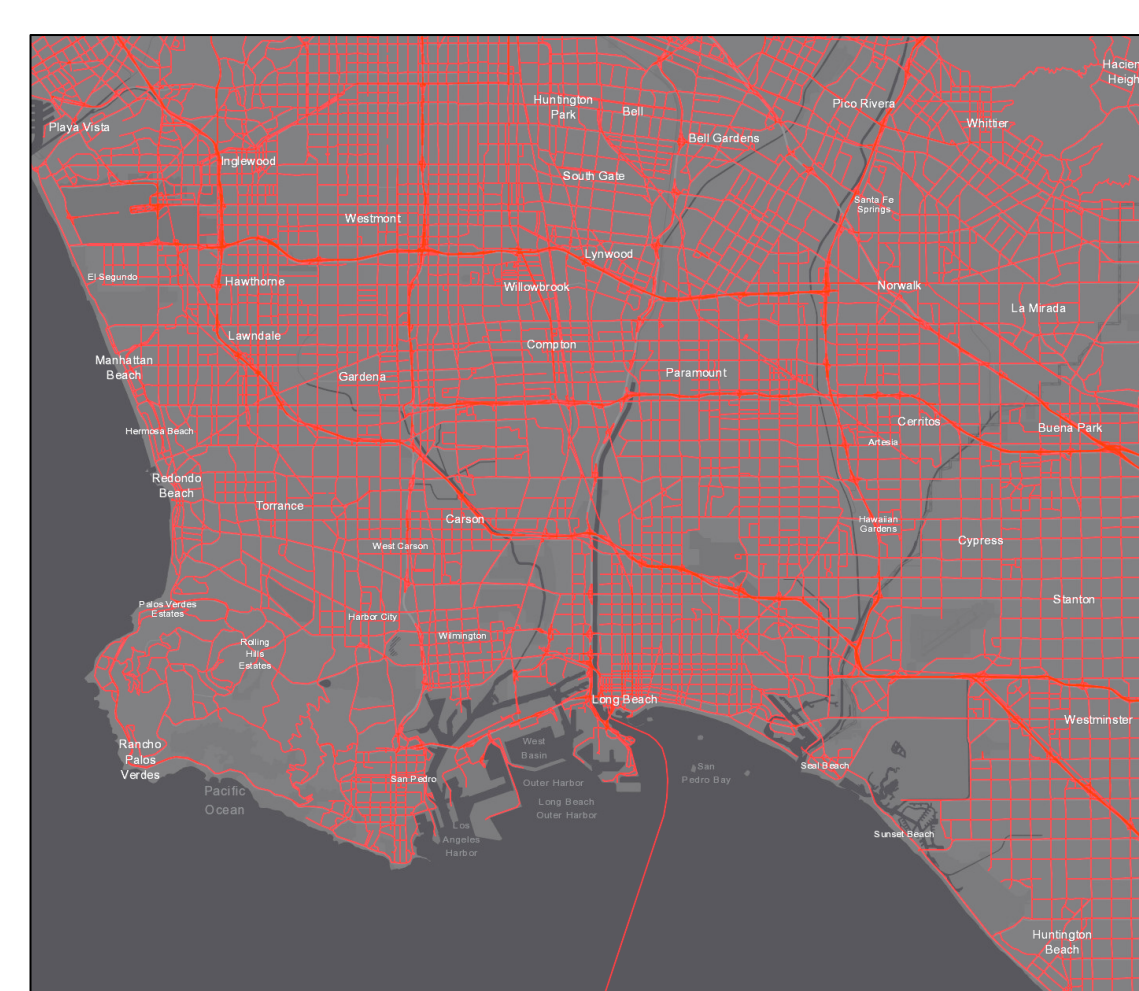 Hacien
Heigh
Huntington
Park
Bell
Pico Rivera
Whittier
Playa Vista
Bell Gardens
Inglewood
South Gate
Santa Fe
Springs
Westmont
Lynwood
El Segundo
Hawthorne
Willowbrook
Norwalk
La Mirada
Lawndale
Compton
Manhattan
Beach
Gardena
Paramount
Hermosa Beach
Cerritos
Artesia
Buena Park
Redondo
Beach
Torrance
Carson
Hawaiian
Gardens
West Carson
Cypress
Palos Verdes
Estates
Harbor City
Stanton
Rolling
Hills
Estates
Wilmington
Long Beach
Westminster
Rancho
Palos
Verdes
West
Basin
San Pedro
Outer Harbor
San
Pedro Bay
Seal Beach
Pacific
Ocean
Long Beach
Outer Harbor
Los
Angeles
Harbor
Sunset Beach
Huntington
Beach